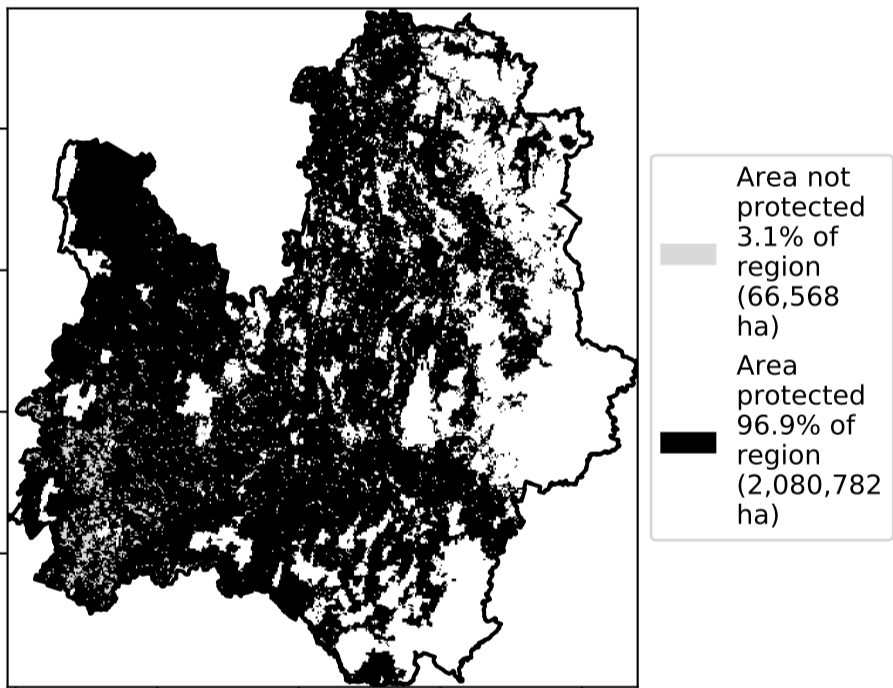 Area not
protected
3.1% of
region
(66,568
ha)
Area
protected
96.9% of
region
(2,080,782
ha)